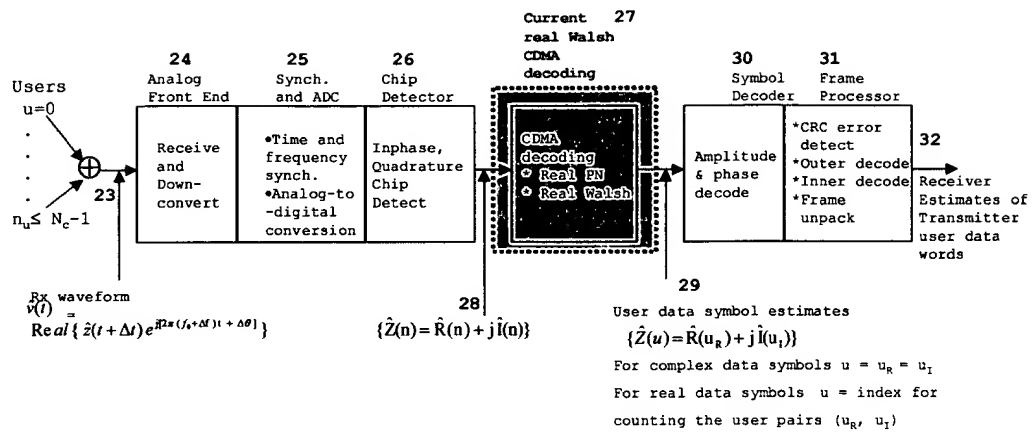 Current 27
real Walsh
CDMA
decoding
24
Analog
Front End
25
Synch.
and ADC
26
Chip
Detector
30
Symbol
Decoder
31
Frame
Processor
Users
u=0
n_u ≤ N_c-1
23
Receive
and
Down-
convert
•Time and
frequency
synch.
•Analog-to
-digital
conversion
Inphase,
Quadrature
Chip
Detect
CDMA
decoding
* Real PN
* Real Walsh
Amplitude
& phase
decode
*CRC error
detect
*Outer decode
*Inner decode
*Frame
unpack
32
Receiver
Estimates of
Transmitter
user data
words
Rx waveform
v̂(t) =
Real{ ẑ(t + Δt) e^{j[2π(f₀+Δf)t + Δθ]} }
28
{Ẑ(n)= R̂(n) + j Î(n)}
29
User data symbol estimates
{Ẑ(u)= R̂(u_R) + j Î(u_I)}
For complex data symbols u = u_R = u_I
For real data symbols u = index for
counting the user pairs (u_R, u_I)